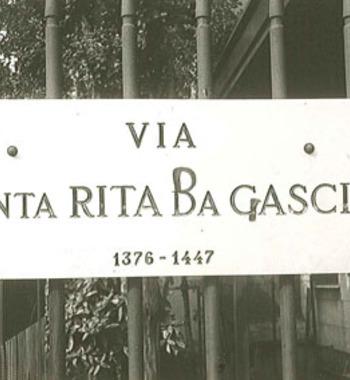 VIA
NTA RITA BA GASCI
1376-1447